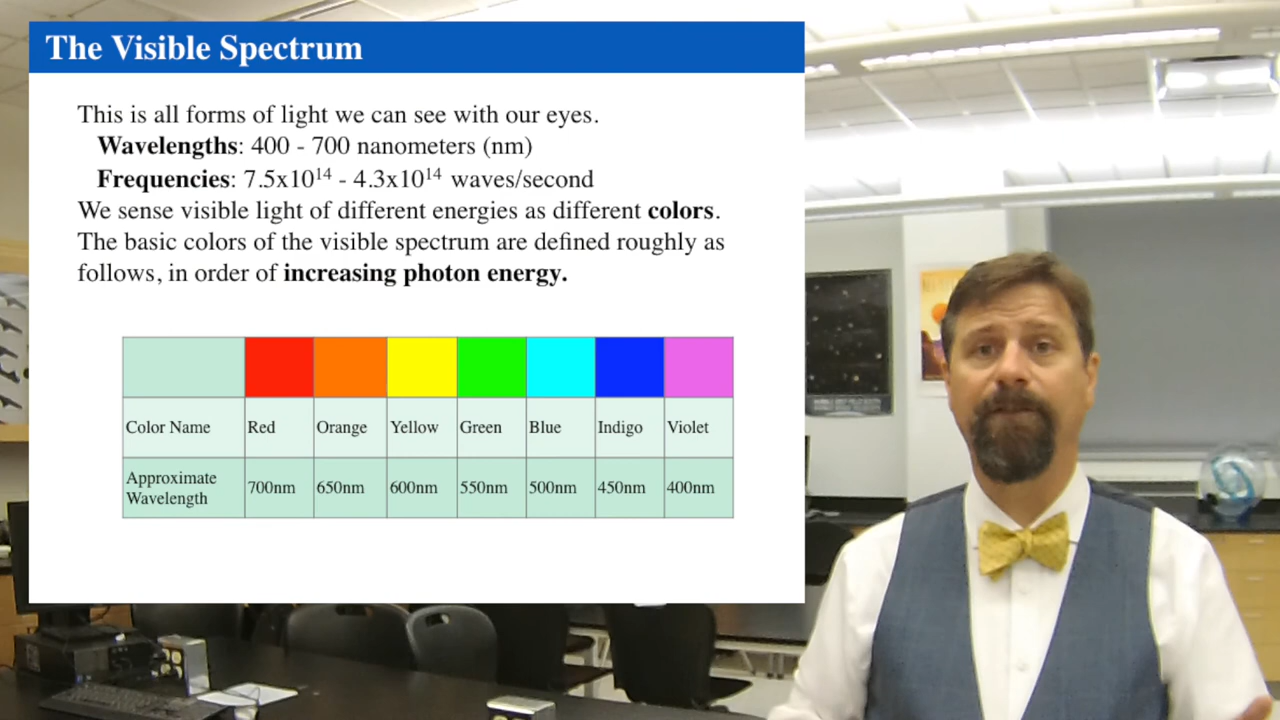 The Visible Spectrum
This is all forms of light we can see with our eyes.
Wavelengths: 400 - 700 nanometers (nm)
Frequencies: 7.5x10¹⁴ - 4.3x10¹⁴ waves/second
We sense visible light of different energies as different colors.
The basic colors of the visible spectrum are defined roughly as
follows, in order of increasing photon energy.
Color Name Red Orange Yellow Green Blue Indigo Violet
Approximate Wavelength 700nm 650nm 600nm 550nm 500nm 450nm 400nm